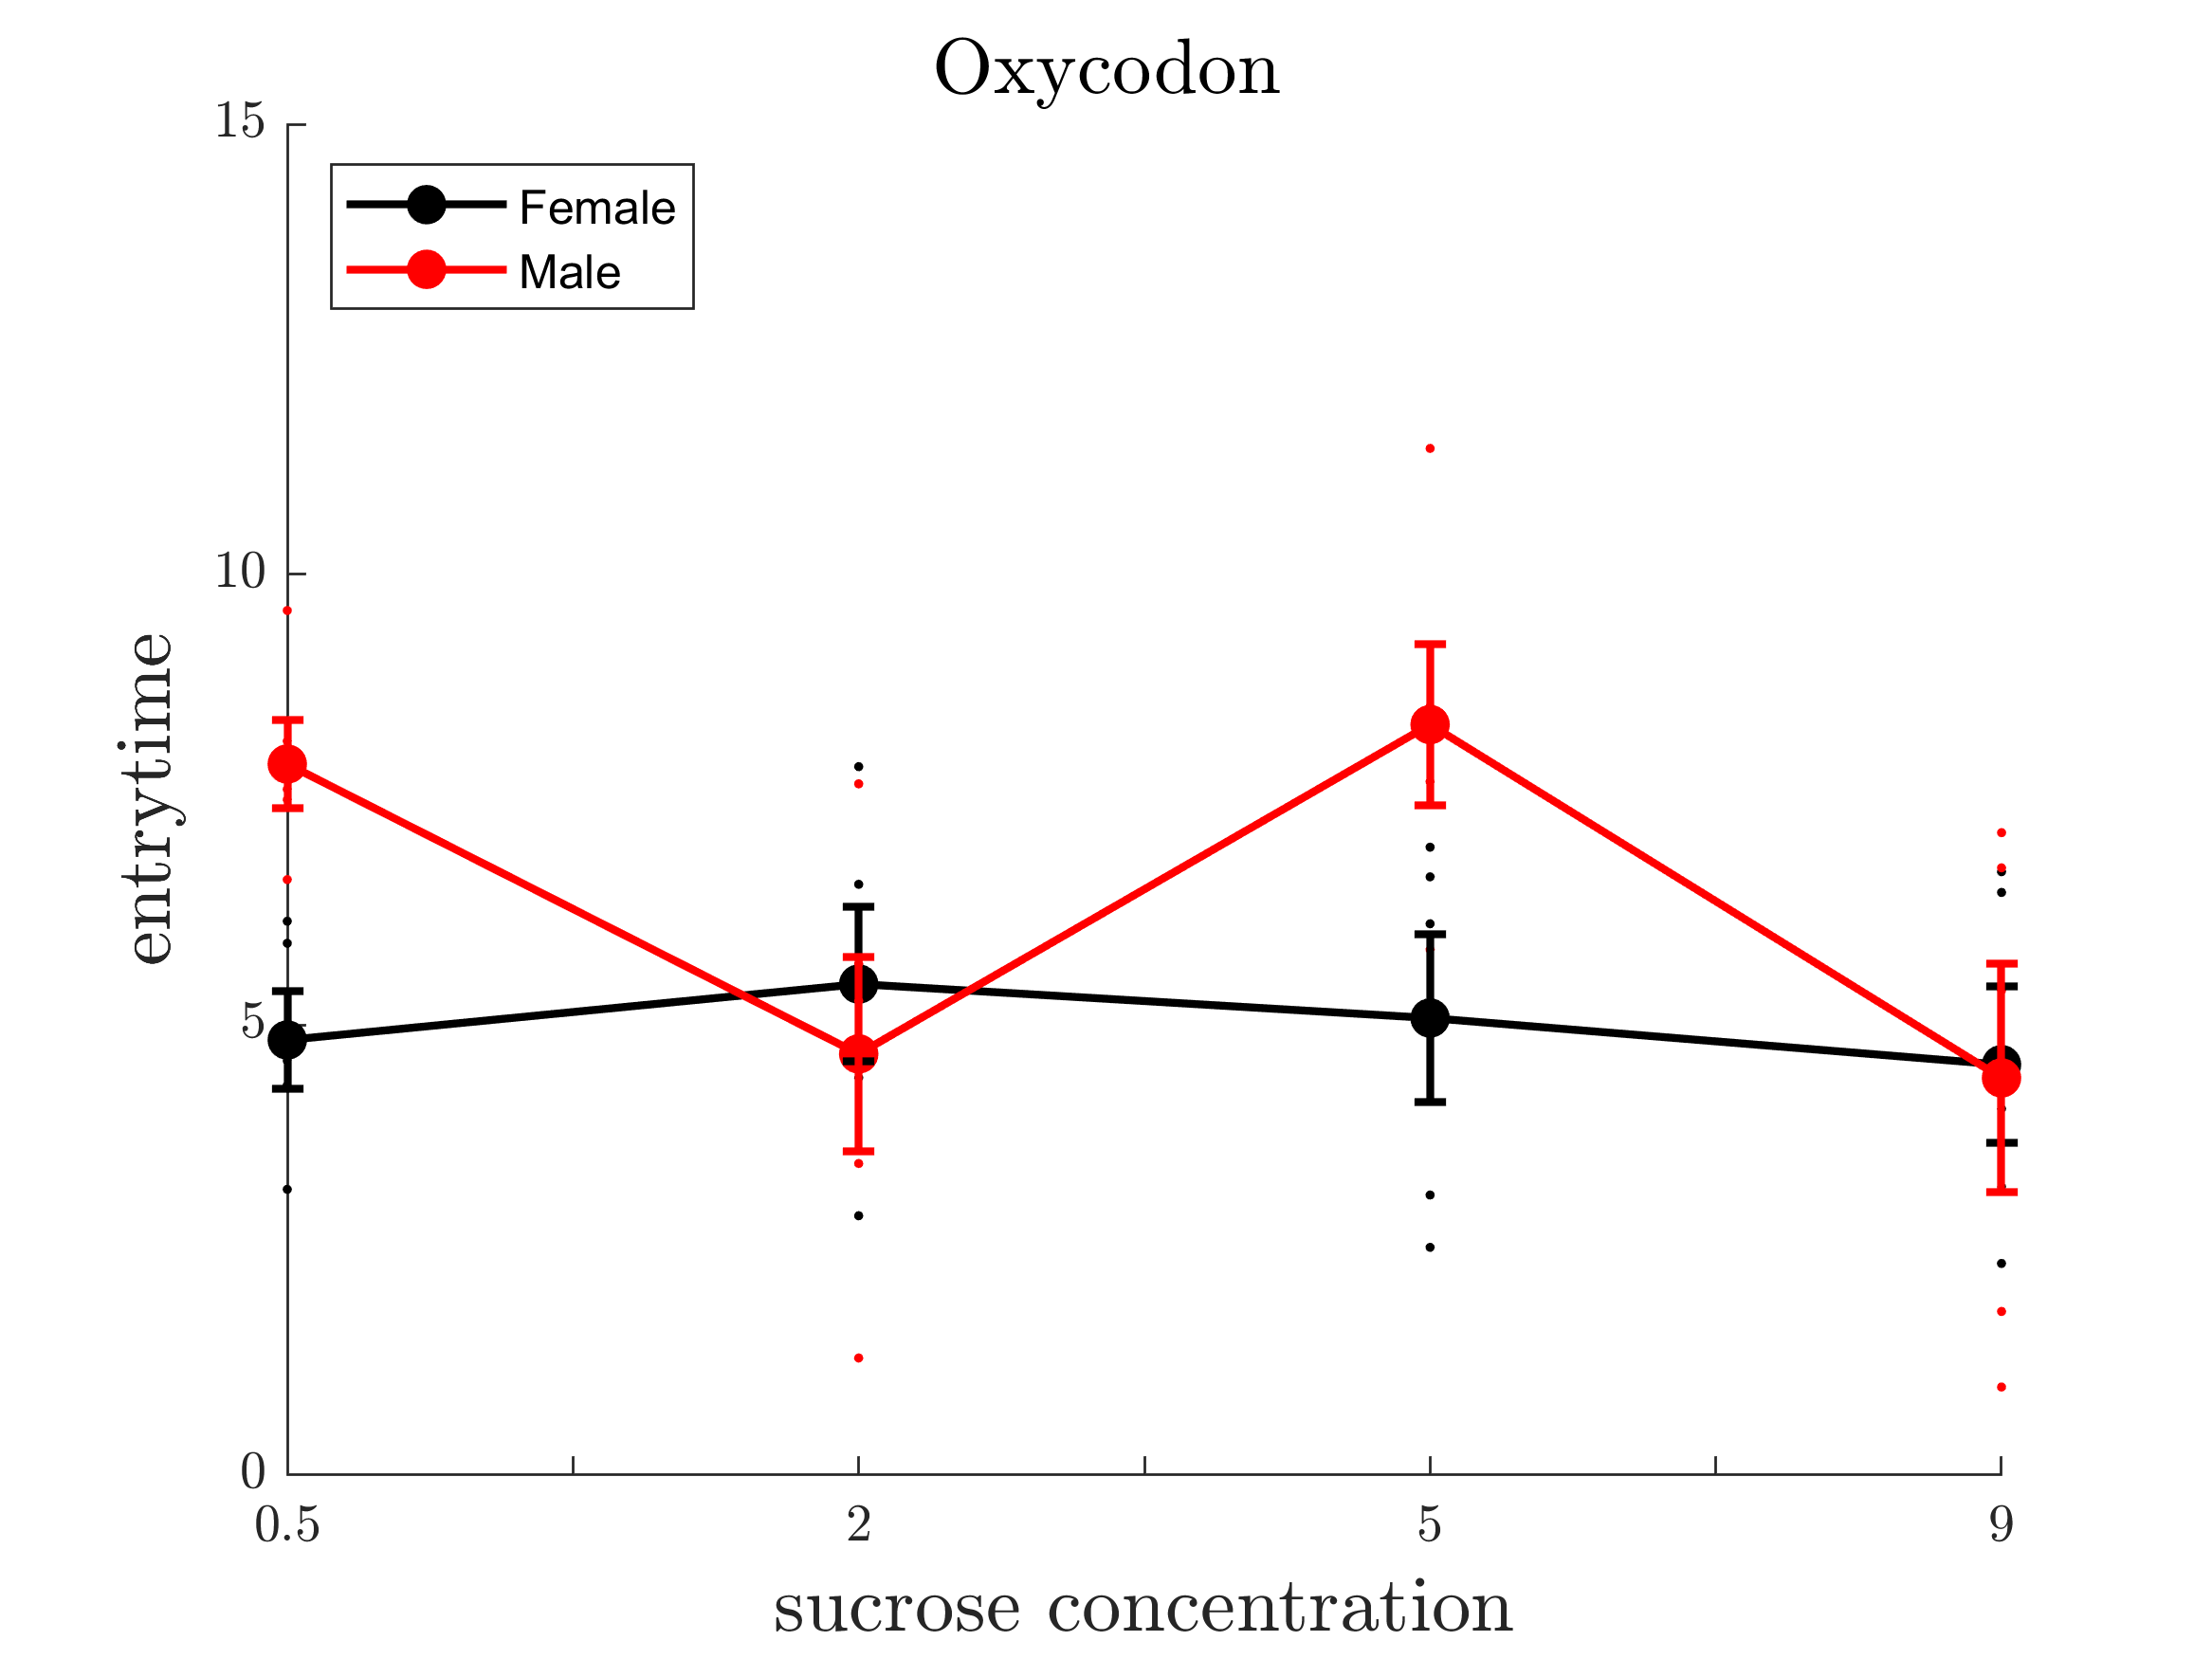 Oxycodon
15
Female
Male
10
5
0
entrytime
0.5 2 5 9
sucrose concentration